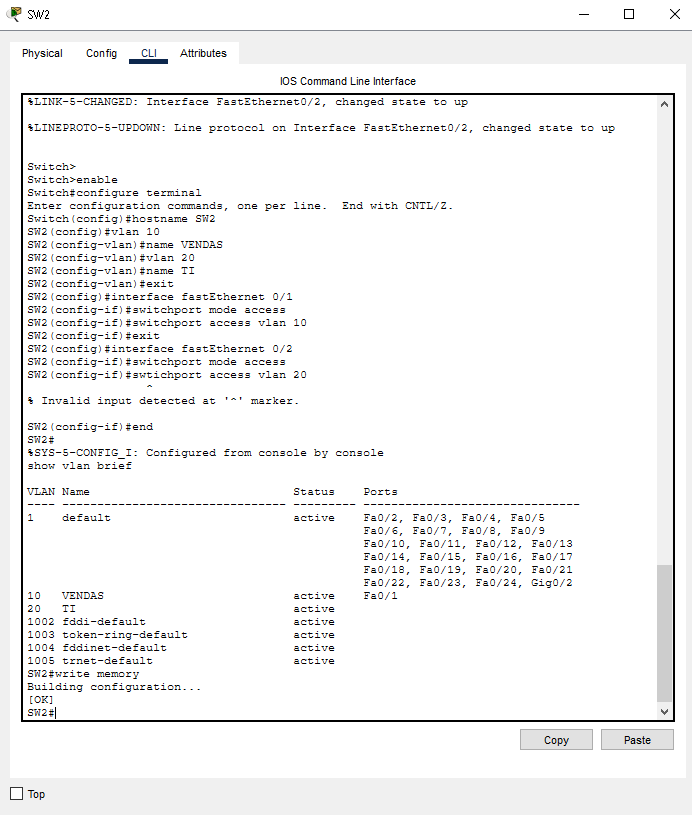 SW2
Physical Config CLI Attributes
IOS Command Line Interface
%LINK-5-CHANGED: Interface FastEthernet0/2, changed state to up
%LINEPROTO-5-UPDOWN: Line protocol on Interface FastEthernet0/2, changed state to up
Switch>
Switch>enable
Switch#configure terminal
Enter configuration commands, one per line.  End with CNTL/Z.
Switch(config)#hostname SW2
SW2(config)#vlan 10
SW2(config-vlan)#name VENDAS
SW2(config-vlan)#vlan 20
SW2(config-vlan)#name TI
SW2(config-vlan)#exit
SW2(config)#interface fastEthernet 0/1
SW2(config-if)#switchport mode access
SW2(config-if)#switchport access vlan 10
SW2(config-if)#exit
SW2(config)#interface fastEthernet 0/2
SW2(config-if)#switchport mode access
SW2(config-if)#swtichport access vlan 20
^
% Invalid input detected at '^' marker.
SW2(config-if)#end
SW2#
%SYS-5-CONFIG_I: Configured from console by console
show vlan brief
VLAN Name                             Status    Ports
---- -------------------------------- --------- -------------------------------
1    default                          active    Fa0/2, Fa0/3, Fa0/4, Fa0/5
Fa0/6, Fa0/7, Fa0/8, Fa0/9
Fa0/10, Fa0/11, Fa0/12, Fa0/13
Fa0/14, Fa0/15, Fa0/16, Fa0/17
Fa0/18, Fa0/19, Fa0/20, Fa0/21
Fa0/22, Fa0/23, Fa0/24, Gig0/2
10   VENDAS                           active    Fa0/1
20   TI                               active
1002 fddi-default                     active
1003 token-ring-default               active
1004 fddinet-default                  active
1005 trnet-default                    active
SW2#write memory
Building configuration...
[OK]
SW2#
Copy Paste
Top